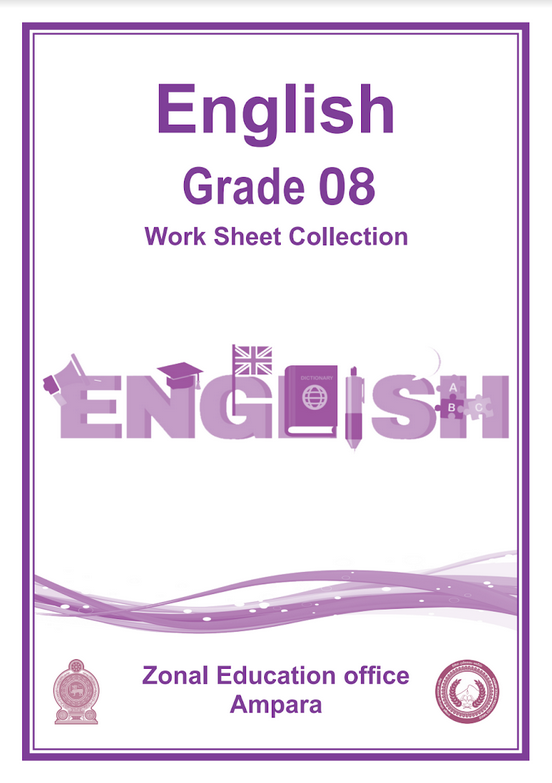 English
Grade 08
Work Sheet Collection
ENGLISH
DICTIONARY
A
B C
Zonal Education office
Ampara